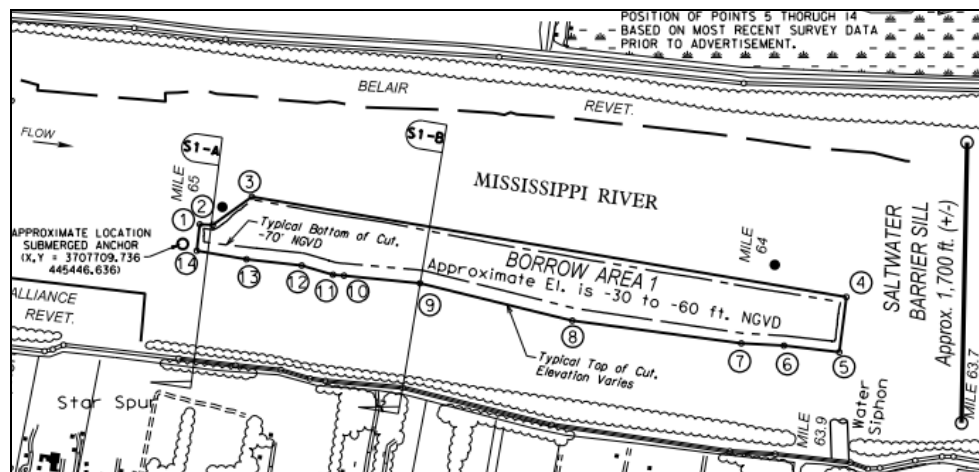 POSITION OF POINTS 5 THORUGH 14
BASED ON MOST RECENT SURVEY DATA
PRIOR TO ADVERTISEMENT.
BELAIR
REVET.
FLOW
S1-A
S1-B
MILE
65
3
2
1
MISSISSIPPI RIVER
APPROXIMATE LOCATION
SUBMERGED ANCHOR
(X,Y = 3707709.736
445446.636)
14
Typical Bottom of Cut.
-70' NGVD
MILE
64
BORROW AREA 1
Approximate El. is -30 to -60 ft. NGVD
4
SALTWATER
BARRIER SILL
Approx. 1,700 ft. (+/-)
13
12
11
10
9
8
7
6
5
ALLIANCE
REVET.
Typical Top of Cut.
Elevation Varies
MILE 63.7
MILE
63.9
Water
Siphon
Star Spur